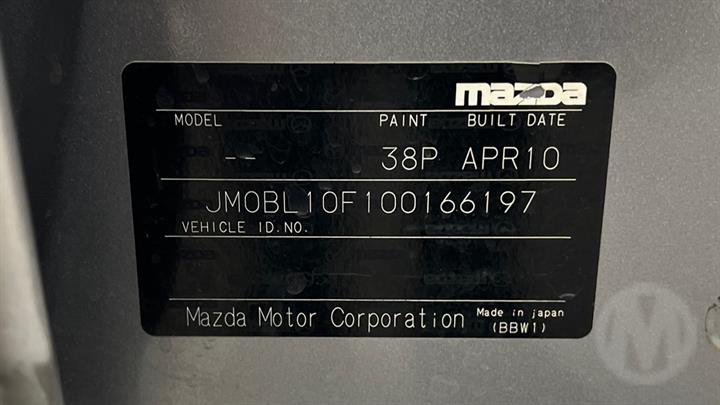 mazda
MODEL PAINT BUILT DATE
-- 38P APR10
JM0BL10F100166197
VEHICLE ID.NO.
Mazda Motor Corporation Made in japan
(BBW1)
M